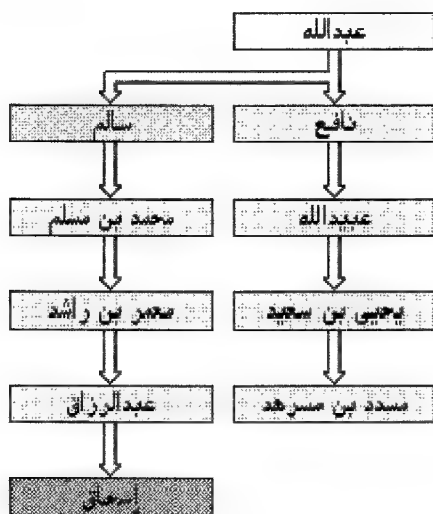 عبدالله
نافع
سالم
عبيدالله
محمد بن مسلم
يحيى بن سعيد
معمر بن راشد
مسدد بن مسرهد
عبدالرزاق
إسحاق